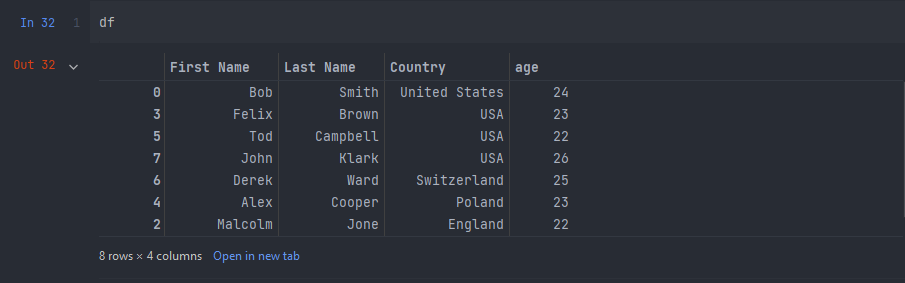 In 32 1 df
Out 32
First Name Last Name Country age
0 Bob Smith United States 24
3 Felix Brown USA 23
5 Tod Campbell USA 22
7 John Klark USA 26
6 Derek Ward Switzerland 25
4 Alex Cooper Poland 23
2 Malcolm Jone England 22
8 rows × 4 columns Open in new tab